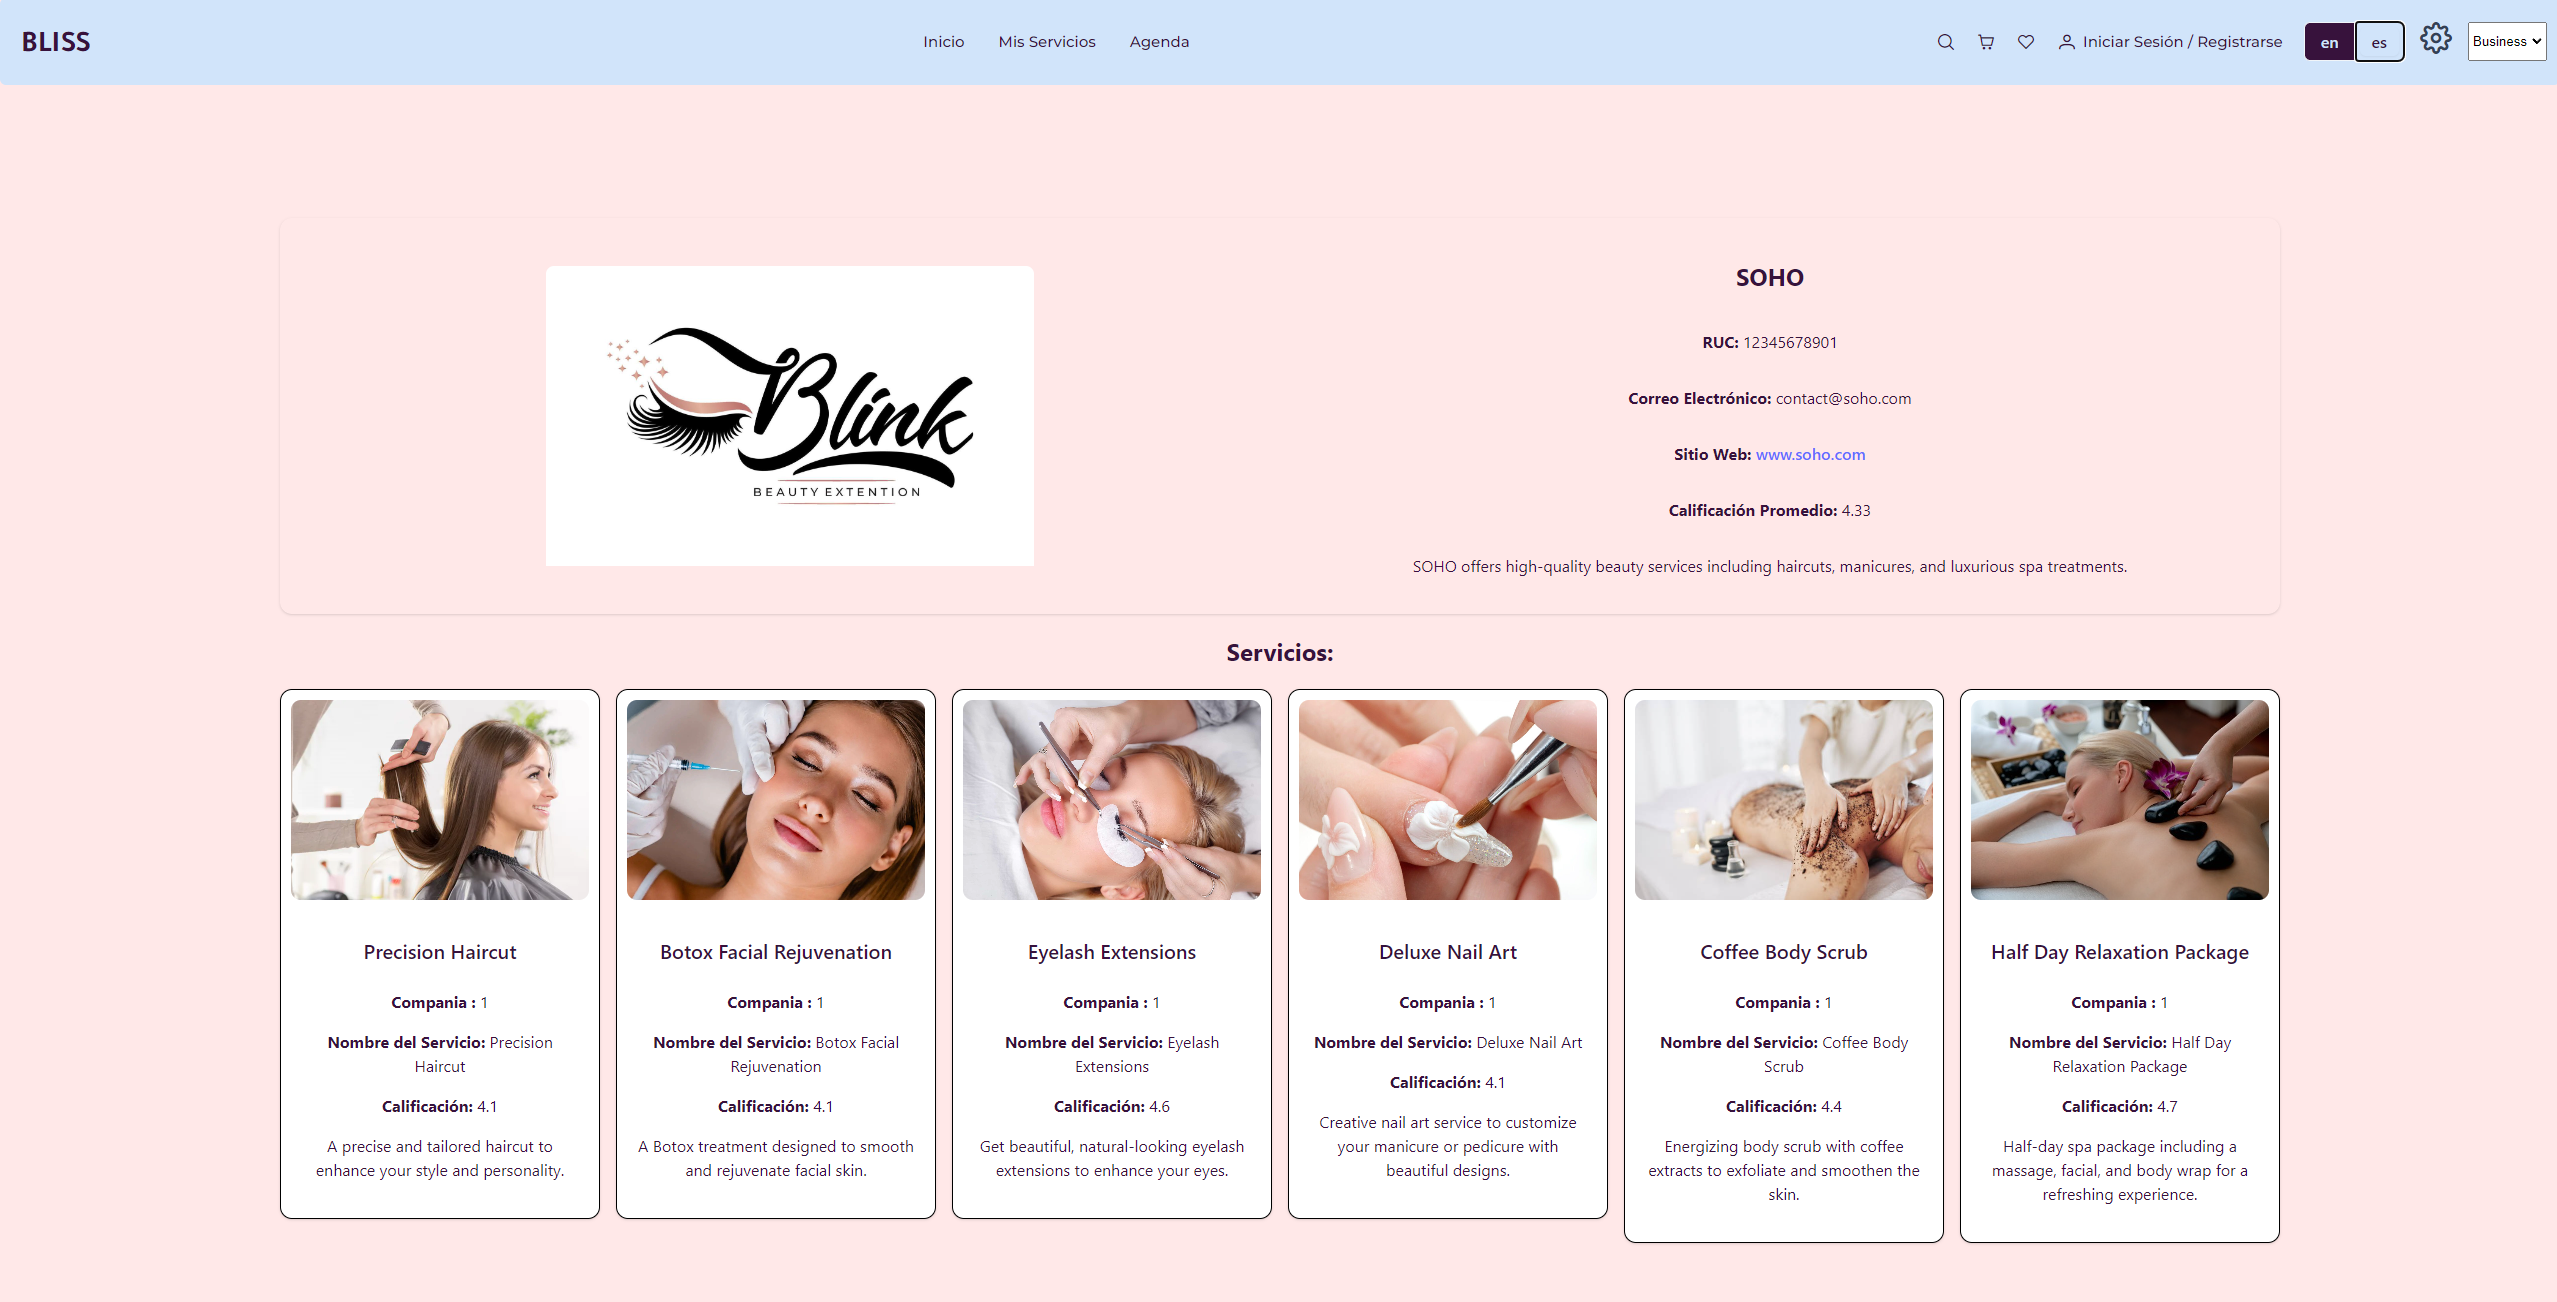 BLISS
Inicio
Mis Servicios
Agenda
Iniciar Sesión / Registrarse
en
es
Business
Blink
BEAUTY EXTENTION
SOHO
RUC: 12345678901
Correo Electrónico: contact@soho.com
Sitio Web: www.soho.com
Calificación Promedio: 4.33
SOHO offers high-quality beauty services including haircuts, manicures, and luxurious spa treatments.
Servicios:
Precision Haircut
Compania : 1
Nombre del Servicio: Precision
Haircut
Calificación: 4.1
A precise and tailored haircut to
enhance your style and personality.
Botox Facial Rejuvenation
Compania : 1
Nombre del Servicio: Botox Facial
Rejuvenation
Calificación: 4.1
A Botox treatment designed to smooth
and rejuvenate facial skin.
Eyelash Extensions
Compania : 1
Nombre del Servicio: Eyelash
Extensions
Calificación: 4.6
Get beautiful, natural-looking eyelash
extensions to enhance your eyes.
Deluxe Nail Art
Compania : 1
Nombre del Servicio: Deluxe Nail Art
Calificación: 4.1
Creative nail art service to customize
your manicure or pedicure with
beautiful designs.
Coffee Body Scrub
Compania : 1
Nombre del Servicio: Coffee Body
Scrub
Calificación: 4.4
Energizing body scrub with coffee
extracts to exfoliate and smoothen the
skin.
Half Day Relaxation Package
Compania : 1
Nombre del Servicio: Half Day
Relaxation Package
Calificación: 4.7
Half-day spa package including a
massage, facial, and body wrap for a
refreshing experience.